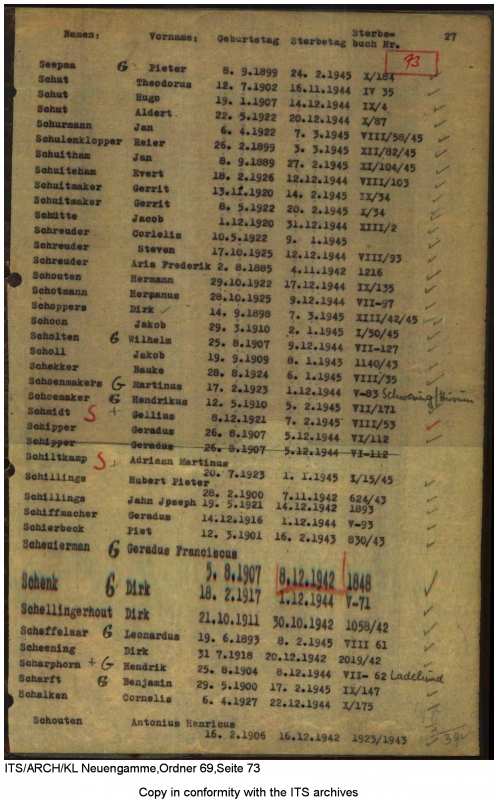 Namen: Vorname: Geburtstag Sterbetag Sterbe-
buch Nr. 27
93
Seepma G Pieter 8. 9.1899 24. 2.1945 X/184
Schut Theodorus 12. 7.1902 16.11.1944 IV 35
Schut Hugo 19. 1.1907 14.12.1944 IX/4
Schut Aldert 22. 5.1922 20.12.1944 X/87
Schurmann Jan 6. 4.1922 7. 3.1945 VIII/58/45
Schulenklopper Reier 26. 2.1899 3. 3.1945 XII/82/45
Schuitham Jan 8. 9.1889 27. 2.1945 XI/104/45
Schuiteham Evert 18. 2.1926 12.12.1944 VIII/103
Schuitmaker Gerrit 13.11.1920 14. 2.1945 IX/34
Schuitmaker Gerrit 8. 5.1922 20. 2.1945 X/34
Schütte Jacob 1.12.1920 31.12.1944 XIII/2
Schreuder Corlelis 10.5.1922 9. 1.1945
Schreuder Steven 17.10.1925 12.12.1944 VIII/93
Schreuder Arie Frederik 2. 8.1885 4.11.1942 1216
Schouten Hermann 29.10.1922 17.12.1944 IX/135
Schotmann Hermanus 28.10.1925 9.12.1944 VII-97
Schoppers Dirk 14. 9.1898 7. 3.1945 XIII/42/45
Schoon Jakob 29. 3.1910 2. 1.1945 I/50/45
Scholten G Wilhelm 25. 8.1907 9.12.1944 VII-127
Scholl Jakob 19. 9.1909 8. 1.1943 1140/43
Schekker Bauke 28. 8.1924 6. 1.1945 VIII/35
Schoenmakers G Martinus 17. 2.1923 1.12.1944 V-83
Schoemaker G Hendrikus 12. 5.1910 5. 2.1945 VII/171
Schmidt S + Gellius 8.12.1921 7. 2.1945 VIII/53
Schipper Geradus 26. 8.1907 5.12.1944 VI/112
Schipper Geradus 26. 8.1907 5.12.1944 VI-112
Schiltkamp S + Adriann Martinus
20. 7.1923 1. 1.1945 X/15/45
Schillings Hubert Pieter
28. 2.1900 7.11.1942 624/43
Schillings Jahn Jpseph 19. 5.1921 14.12.1942 1893
Schiffmacher Geradus 14.12.1916 1.12.1944 V-93
Schierbeck Piet 12. 3.1901 16. 2.1943 830/43
Scheuierman G Geradus Franciscus
5. 8.1907 8.12.1942 1848
Schenk G Dirk 18. 2.1917 1.12.1944 V-71
Schellingerhout Dirk 21.10.1911 30.10.1942 1058/42
Scheffelaar G Leonardus 19. 6.1893 8. 2.1945 VIII 61
Scheening Dirk 31 7.1918 20.12.1942 2019/42
Scharphorn + G Hendrik 25. 8.1904 8.12.1944 VII- 62 Ladelund
Scharft G Benjamin 29. 5.1900 17. 2.1945 IX/147
Schalken Cornelis 6. 4.1927 22.12.1944 X/175
Schouten Antonius Henricus
16. 2.1906 16.12.1942 1923/1943
ITS/ARCH/KL Neuengamme,Ordner 69,Seite 73
Copy in conformity with the ITS archives